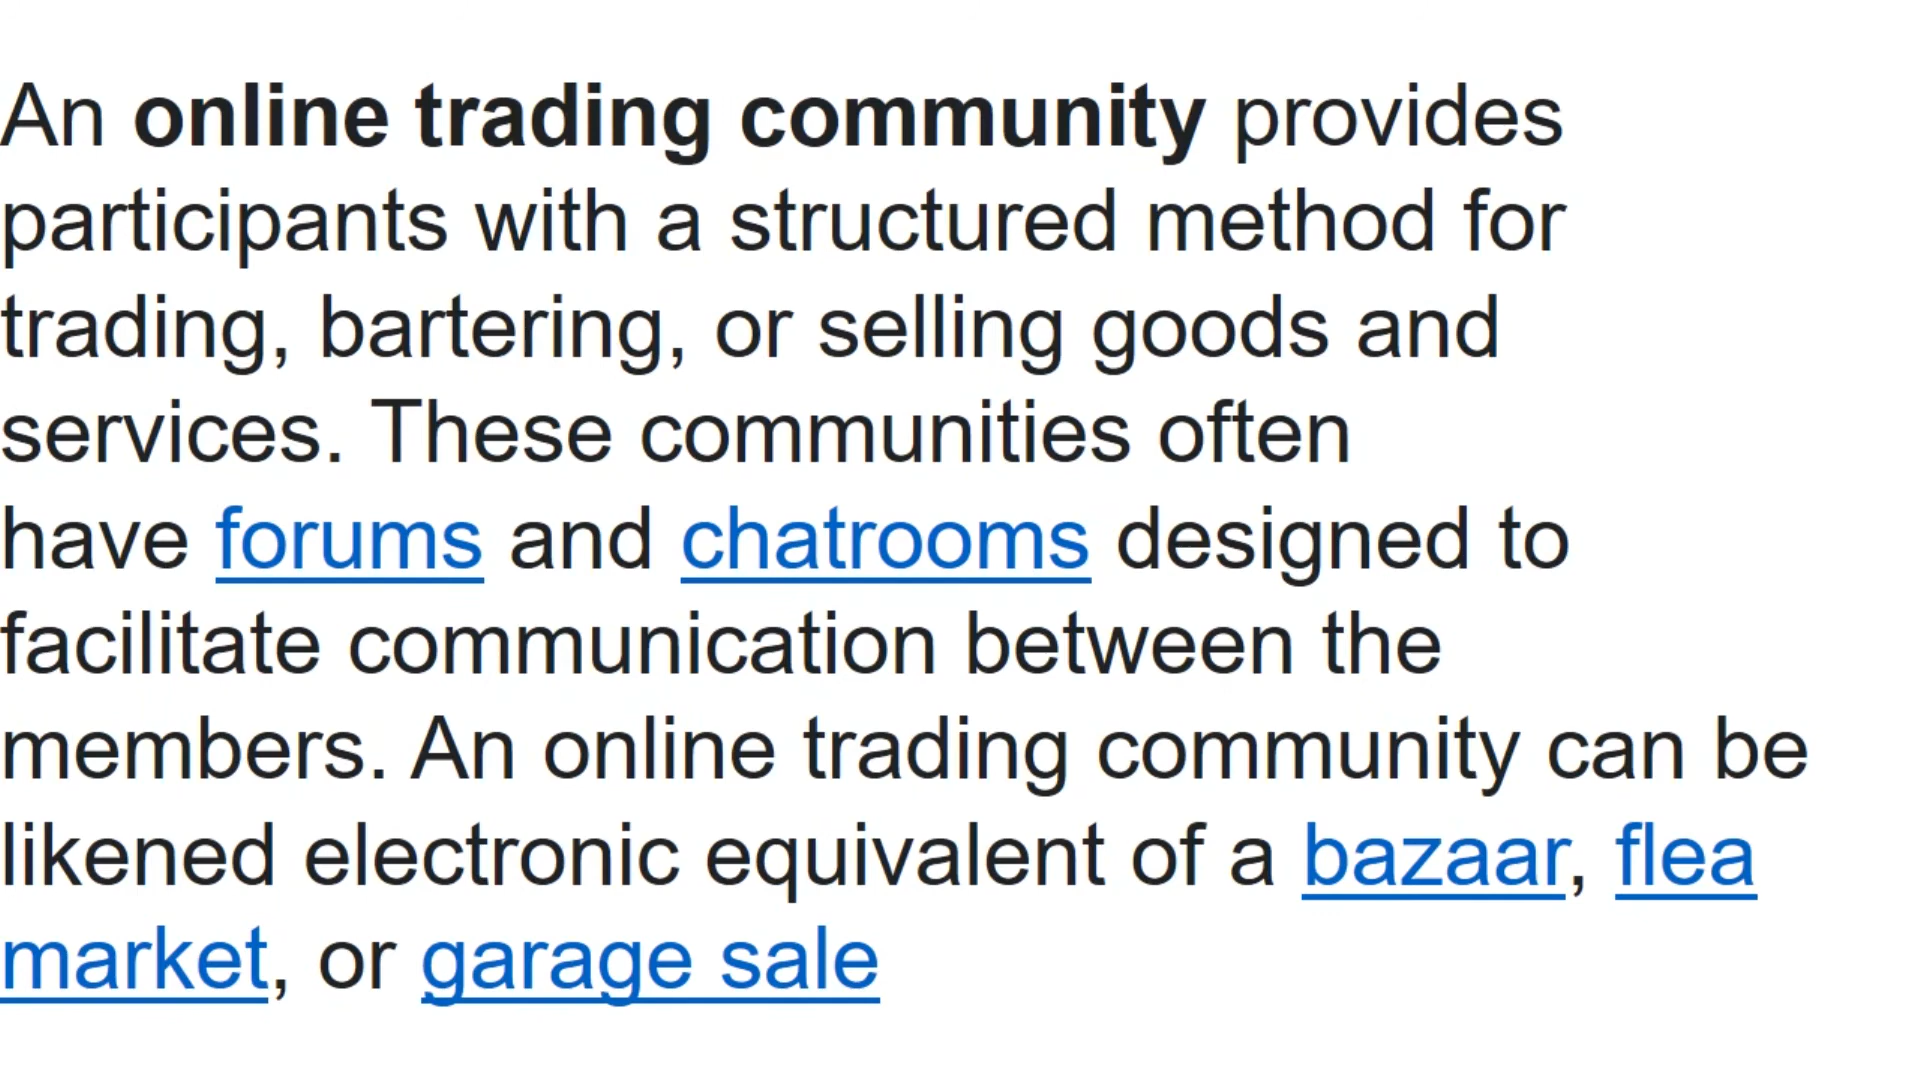 An online trading community provides
participants with a structured method for
trading, bartering, or selling goods and
services. These communities often
have forums and chatrooms designed to
facilitate communication between the
members. An online trading community can be
likened electronic equivalent of a bazaar, flea
market, or garage sale